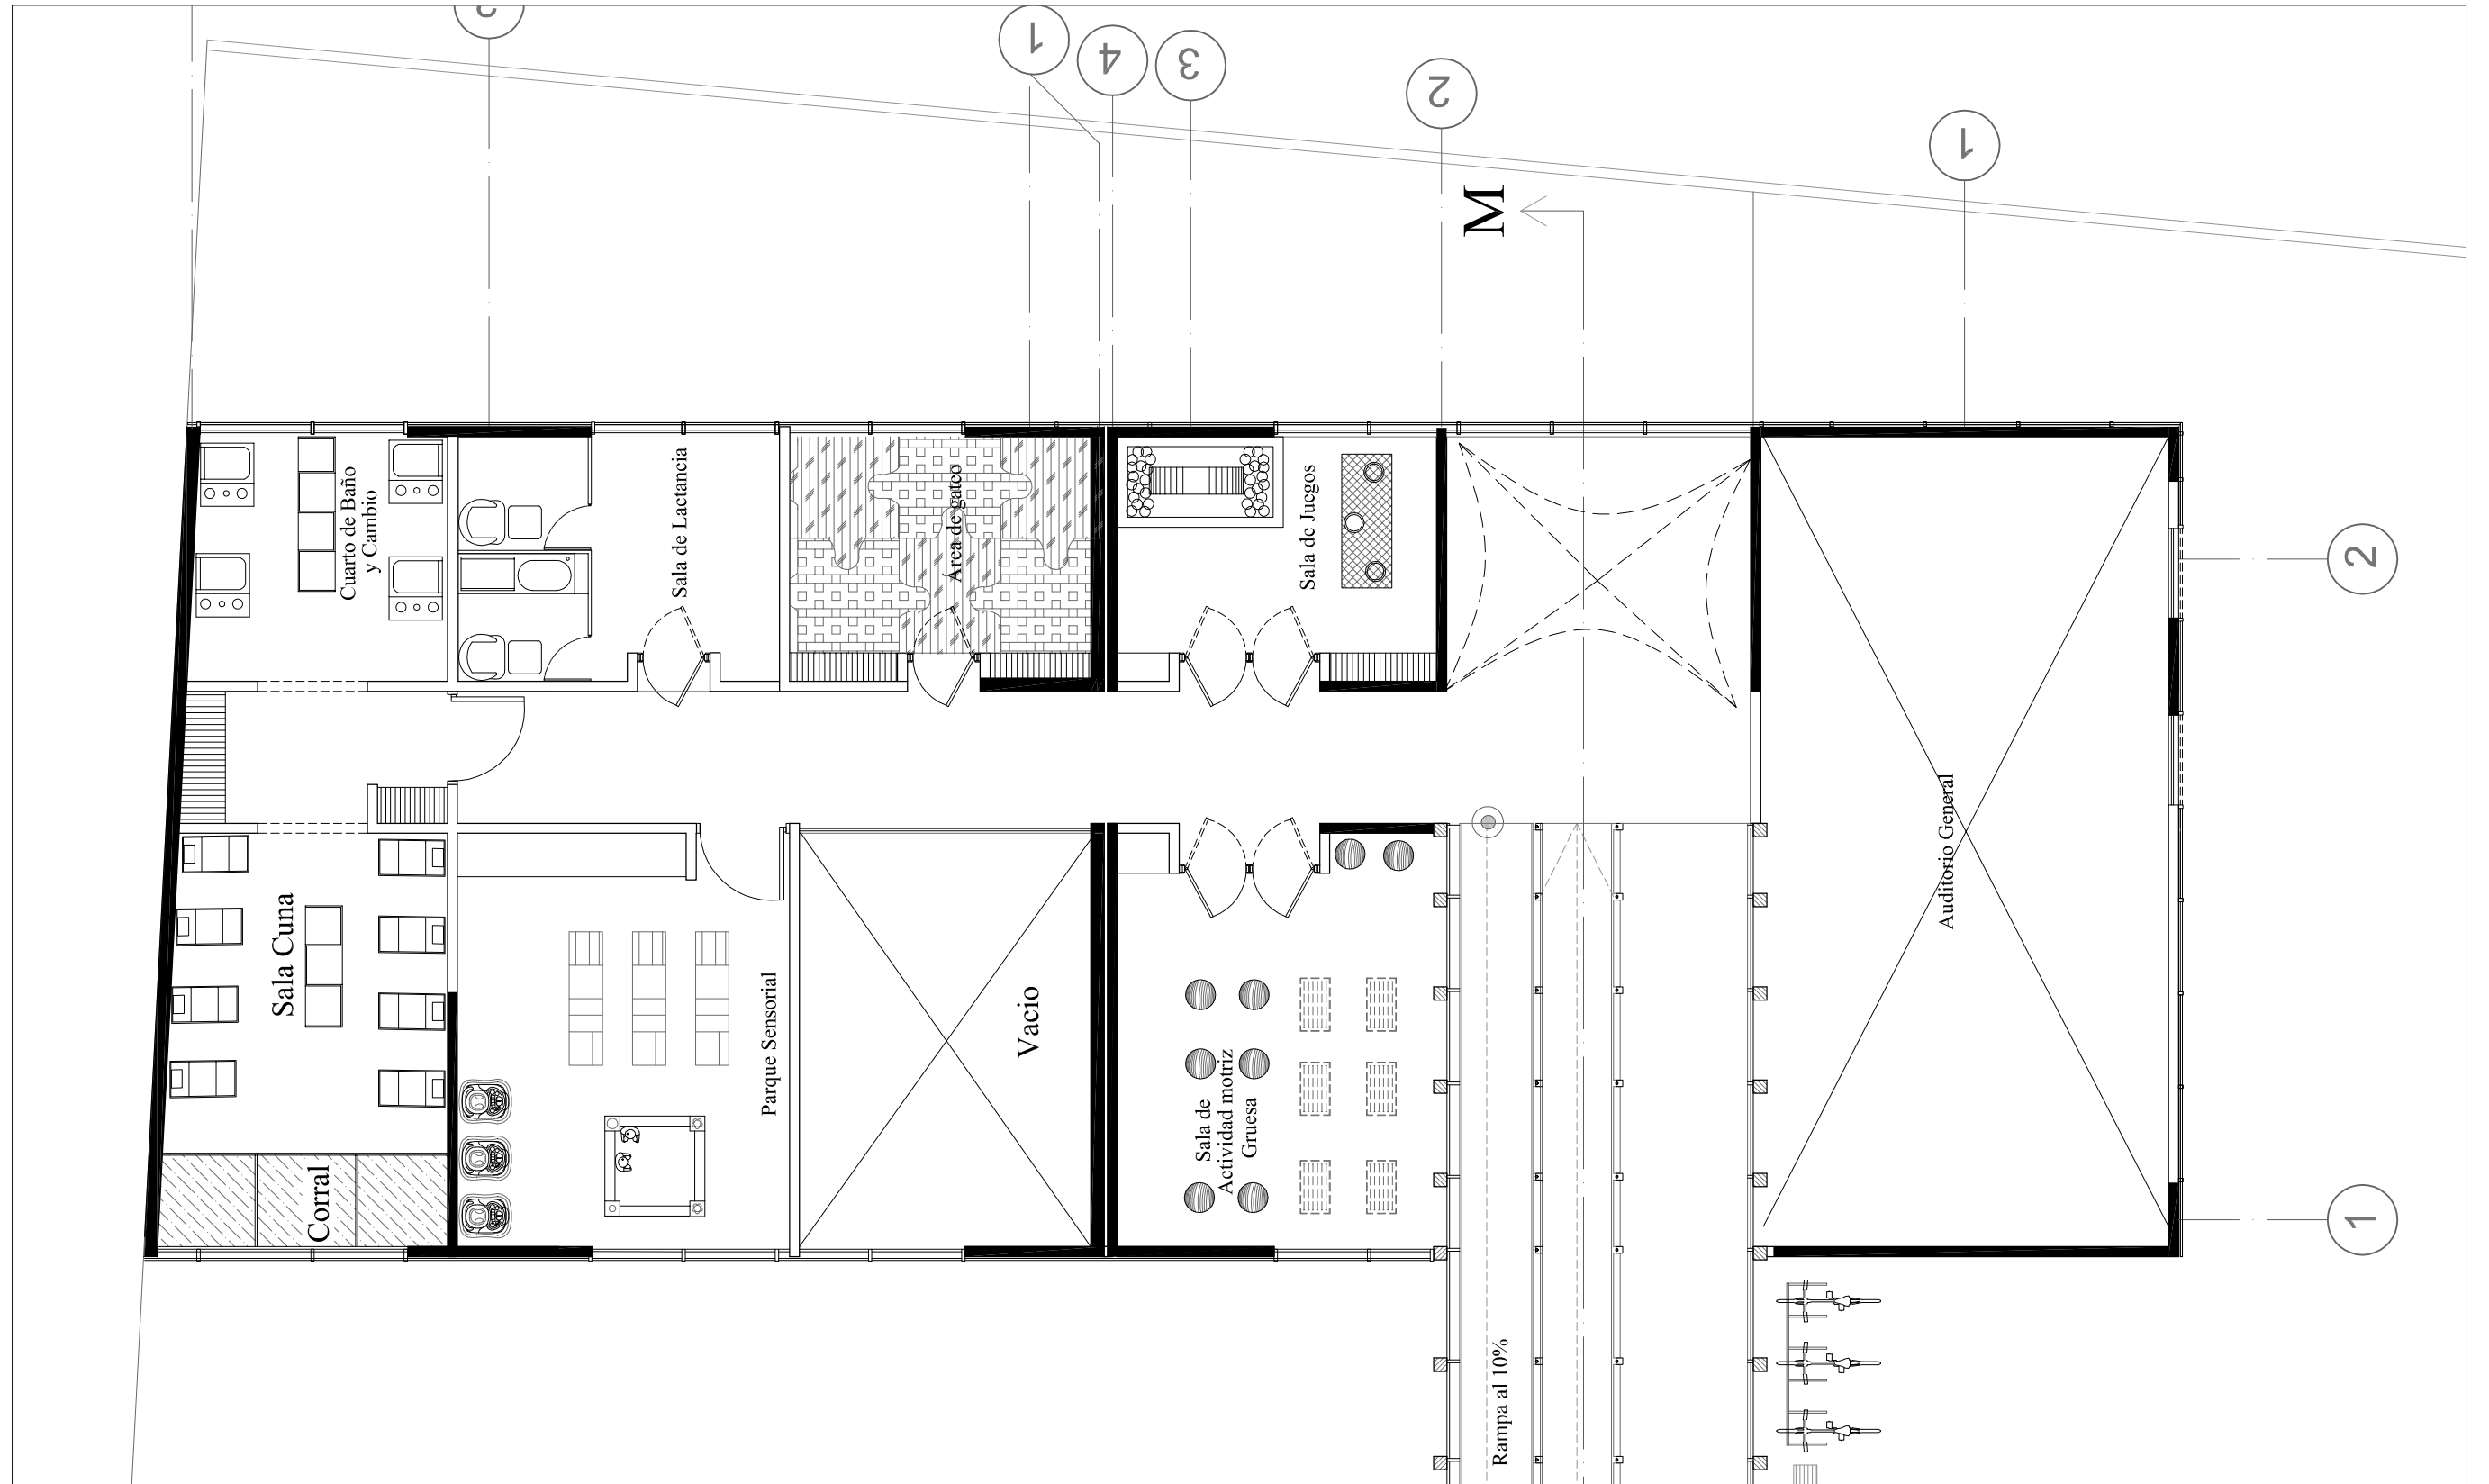 1
4
3
2
1
M
Cuarto de Baño
y Cambio
Sala de Lactancia
Área de gateo
Sala de Juegos
2
Sala Cuna
Corral
Parque Sensorial
Vacio
Sala de
Actividad motriz
Gruesa
Auditorio General
1
Rampa al 10%